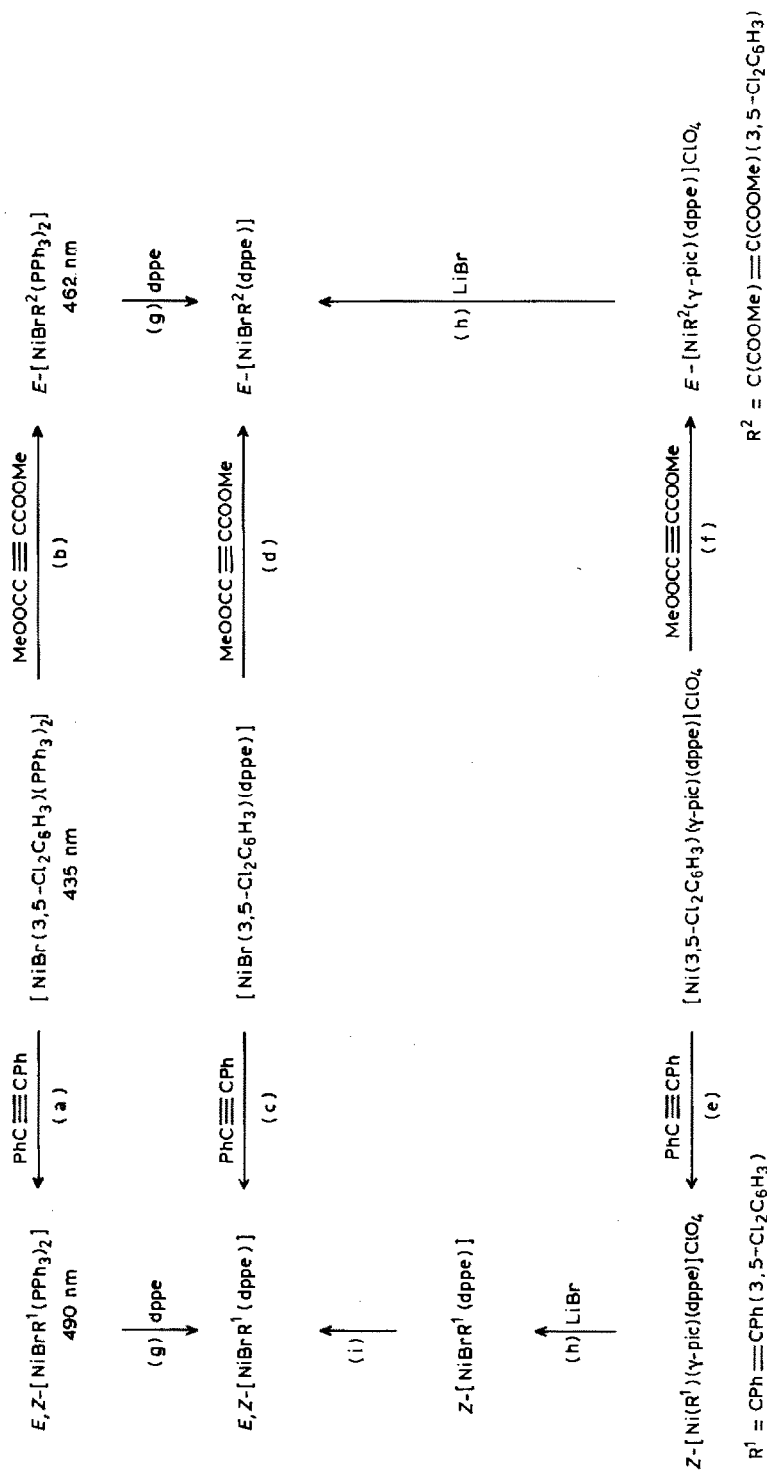 PhC≡CPh
MeOOCC≡CCOOMe
E,Z-[NiBrR¹(PPh₃)₂]
(a)
[NiBr(3,5-Cl₂C₆H₃)(PPh₃)₂]
(b)
E-[NiBrR²(PPh₃)₂]
490 nm
435 nm
462 nm
(g) dppe
(g) dppe
PhC≡CPh
MeOOCC≡CCOOMe
E,Z-[NiBrR¹(dppe)]
(c)
[NiBr(3,5-Cl₂C₆H₃)(dppe)]
(d)
E-[NiBrR²(dppe)]
(i)
Z-[NiBrR¹(dppe)]
(h) LiBr
(h) LiBr
PhC≡CPh
MeOOCC≡CCOOMe
Z-[Ni(R¹)(γ-pic)(dppe)]ClO₄
(e)
[Ni(3,5-Cl₂C₆H₃)(γ-pic)(dppe)]ClO₄
(f)
E-[NiR²(γ-pic)(dppe)]ClO₄
R¹ = CPh=CPh(3,5-Cl₂C₆H₃)
R² = C(COOMe)=C(COOMe)(3,5-Cl₂C₆H₃)